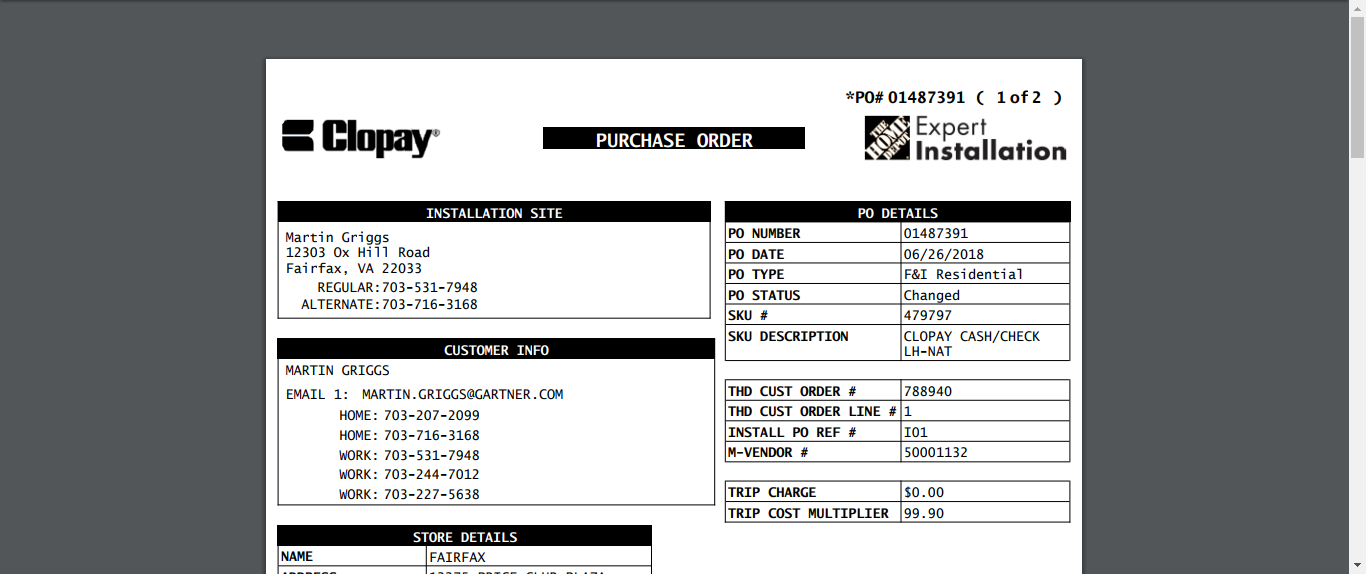 *PO# 01487391 ( 1 of 2 )
Clopay®
PURCHASE ORDER
THE HOME DEPOT
Expert
Installation
INSTALLATION SITE
Martin Griggs
12303 Ox Hill Road
Fairfax, VA 22033
REGULAR:703-531-7948
ALTERNATE:703-716-3168
CUSTOMER INFO
MARTIN GRIGGS
EMAIL 1: MARTIN.GRIGGS@GARTNER.COM
HOME: 703-207-2099
HOME: 703-716-3168
WORK: 703-531-7948
WORK: 703-244-7012
WORK: 703-227-5638
STORE DETAILS
NAME FAIRFAX
ADDRESS 12275 PRICE CLUB PLAZA
PO DETAILS
PO NUMBER 01487391
PO DATE 06/26/2018
PO TYPE F&I Residential
PO STATUS Changed
SKU # 479797
SKU DESCRIPTION CLOPAY CASH/CHECK
LH-NAT
THD CUST ORDER # 788940
THD CUST ORDER LINE # 1
INSTALL PO REF # I01
M-VENDOR # 50001132
TRIP CHARGE $0.00
TRIP COST MULTIPLIER 99.90